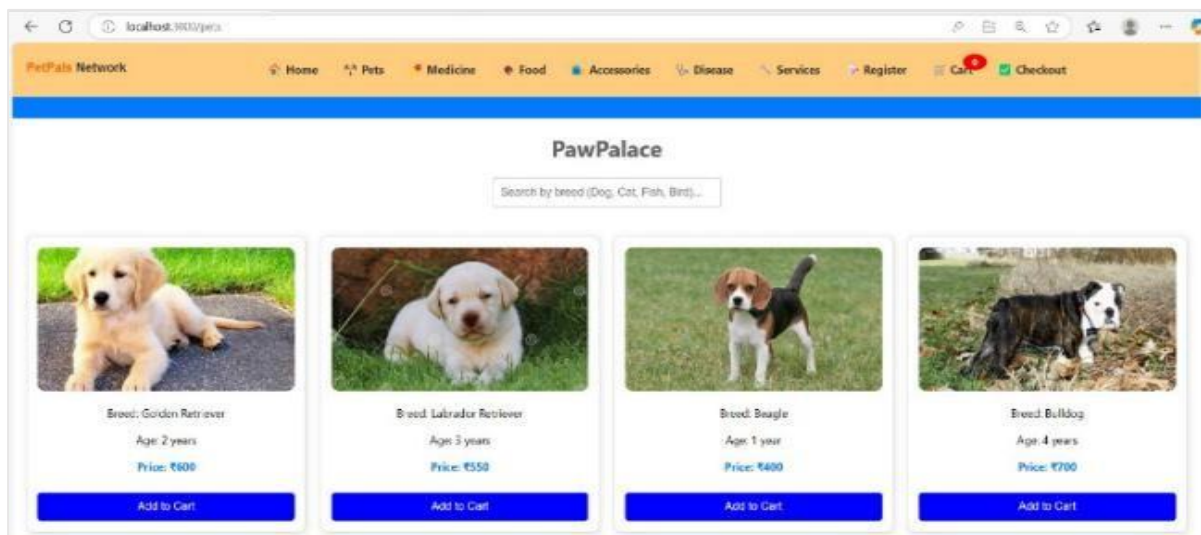 localhost:3000/pets
PetPals Network Home Pets Medicine Food Accessories Disease Services Register Cart 0 Checkout
PawPalace
Search by breed (Dog, Cat, Fish, Bird)...
Breed: Golden Retriever Breed: Labrador Retriever Breed: Beagle Breed: Bulldog
Age: 2 years Age: 3 years Age: 1 year Age: 4 years
Price: ₹600 Price: ₹550 Price: ₹400 Price: ₹700
Add to Cart Add to Cart Add to Cart Add to Cart